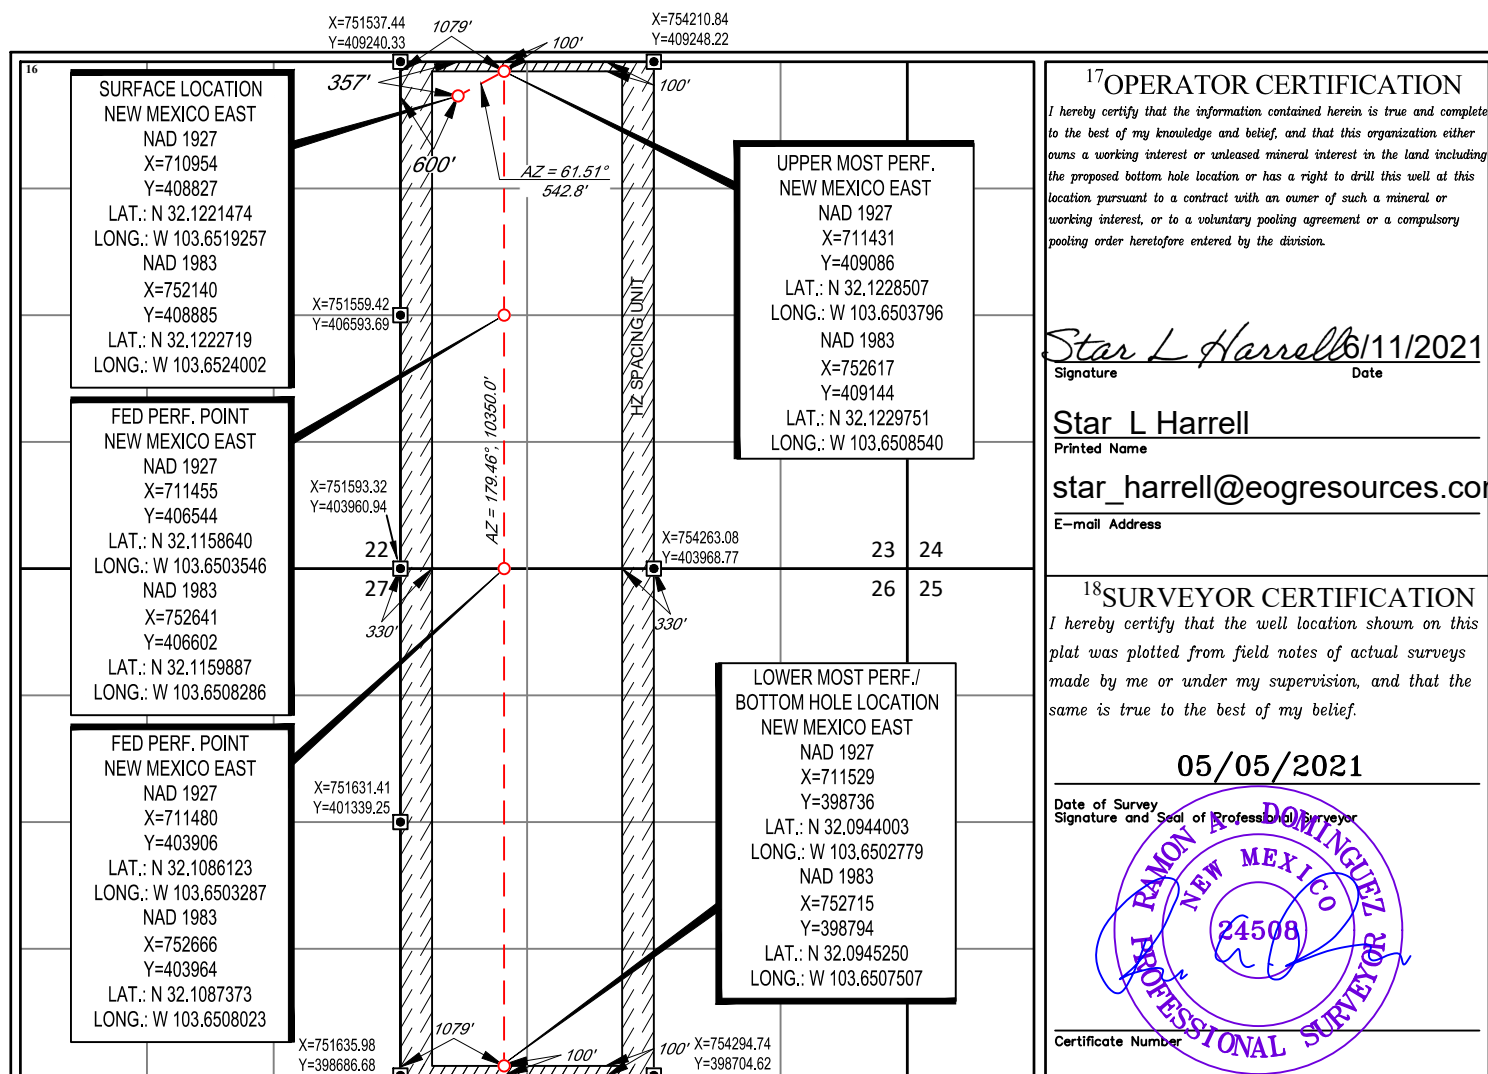 X=751537.44
Y=409240.33
1079'
100'
X=754210.84
Y=409248.22
16
357'
100'
600'
AZ = 61.51°
542.8'
SURFACE LOCATION
NEW MEXICO EAST
NAD 1927
X=710954
Y=408827
LAT.: N 32.1221474
LONG.: W 103.6519257
NAD 1983
X=752140
Y=408885
LAT.: N 32.1222719
LONG.: W 103.6524002
UPPER MOST PERF.
NEW MEXICO EAST
NAD 1927
X=711431
Y=409086
LAT.: N 32.1228507
LONG.: W 103.6503796
NAD 1983
X=752617
Y=409144
LAT.: N 32.1229751
LONG.: W 103.6508540
X=751559.42
Y=406593.69
HZ SPACING UNIT
AZ = 179.46°, 10350.0'
FED PERF. POINT
NEW MEXICO EAST
NAD 1927
X=711455
Y=406544
LAT.: N 32.1158640
LONG.: W 103.6503546
NAD 1983
X=752641
Y=406602
LAT.: N 32.1159887
LONG.: W 103.6508286
X=751593.32
Y=403960.94
X=754263.08
Y=403968.77
22
27
23
24
26
25
330'
330'
FED PERF. POINT
NEW MEXICO EAST
NAD 1927
X=711480
Y=403906
LAT.: N 32.1086123
LONG.: W 103.6503287
NAD 1983
X=752666
Y=403964
LAT.: N 32.1087373
LONG.: W 103.6508023
LOWER MOST PERF./
BOTTOM HOLE LOCATION
NEW MEXICO EAST
NAD 1927
X=711529
Y=398736
LAT.: N 32.0944003
LONG.: W 103.6502779
NAD 1983
X=752715
Y=398794
LAT.: N 32.0945250
LONG.: W 103.6507507
X=751631.41
Y=401339.25
X=751635.98
Y=398686.68
1079'
100'
100'
X=754294.74
Y=398704.62
17 OPERATOR CERTIFICATION
I hereby certify that the information contained herein is true and complete
to the best of my knowledge and belief, and that this organization either
owns a working interest or unleased mineral interest in the land including
the proposed bottom hole location or has a right to drill this well at this
location pursuant to a contract with an owner of such a mineral or
working interest, or to a voluntary pooling agreement or a compulsory
pooling order heretofore entered by the division.
Star L Harrell 6/11/2021
Signature Date
Star L Harrell
Printed Name
star_harrell@eogresources.com
E-mail Address
18 SURVEYOR CERTIFICATION
I hereby certify that the well location shown on this
plat was plotted from field notes of actual surveys
made by me or under my supervision, and that the
same is true to the best of my belief.
05/05/2021
Date of Survey
Signature and Seal of Professional Surveyor
RAMON A. DOMINGUEZ
NEW MEXICO
24508
PROFESSIONAL SURVEYOR
Certificate Number